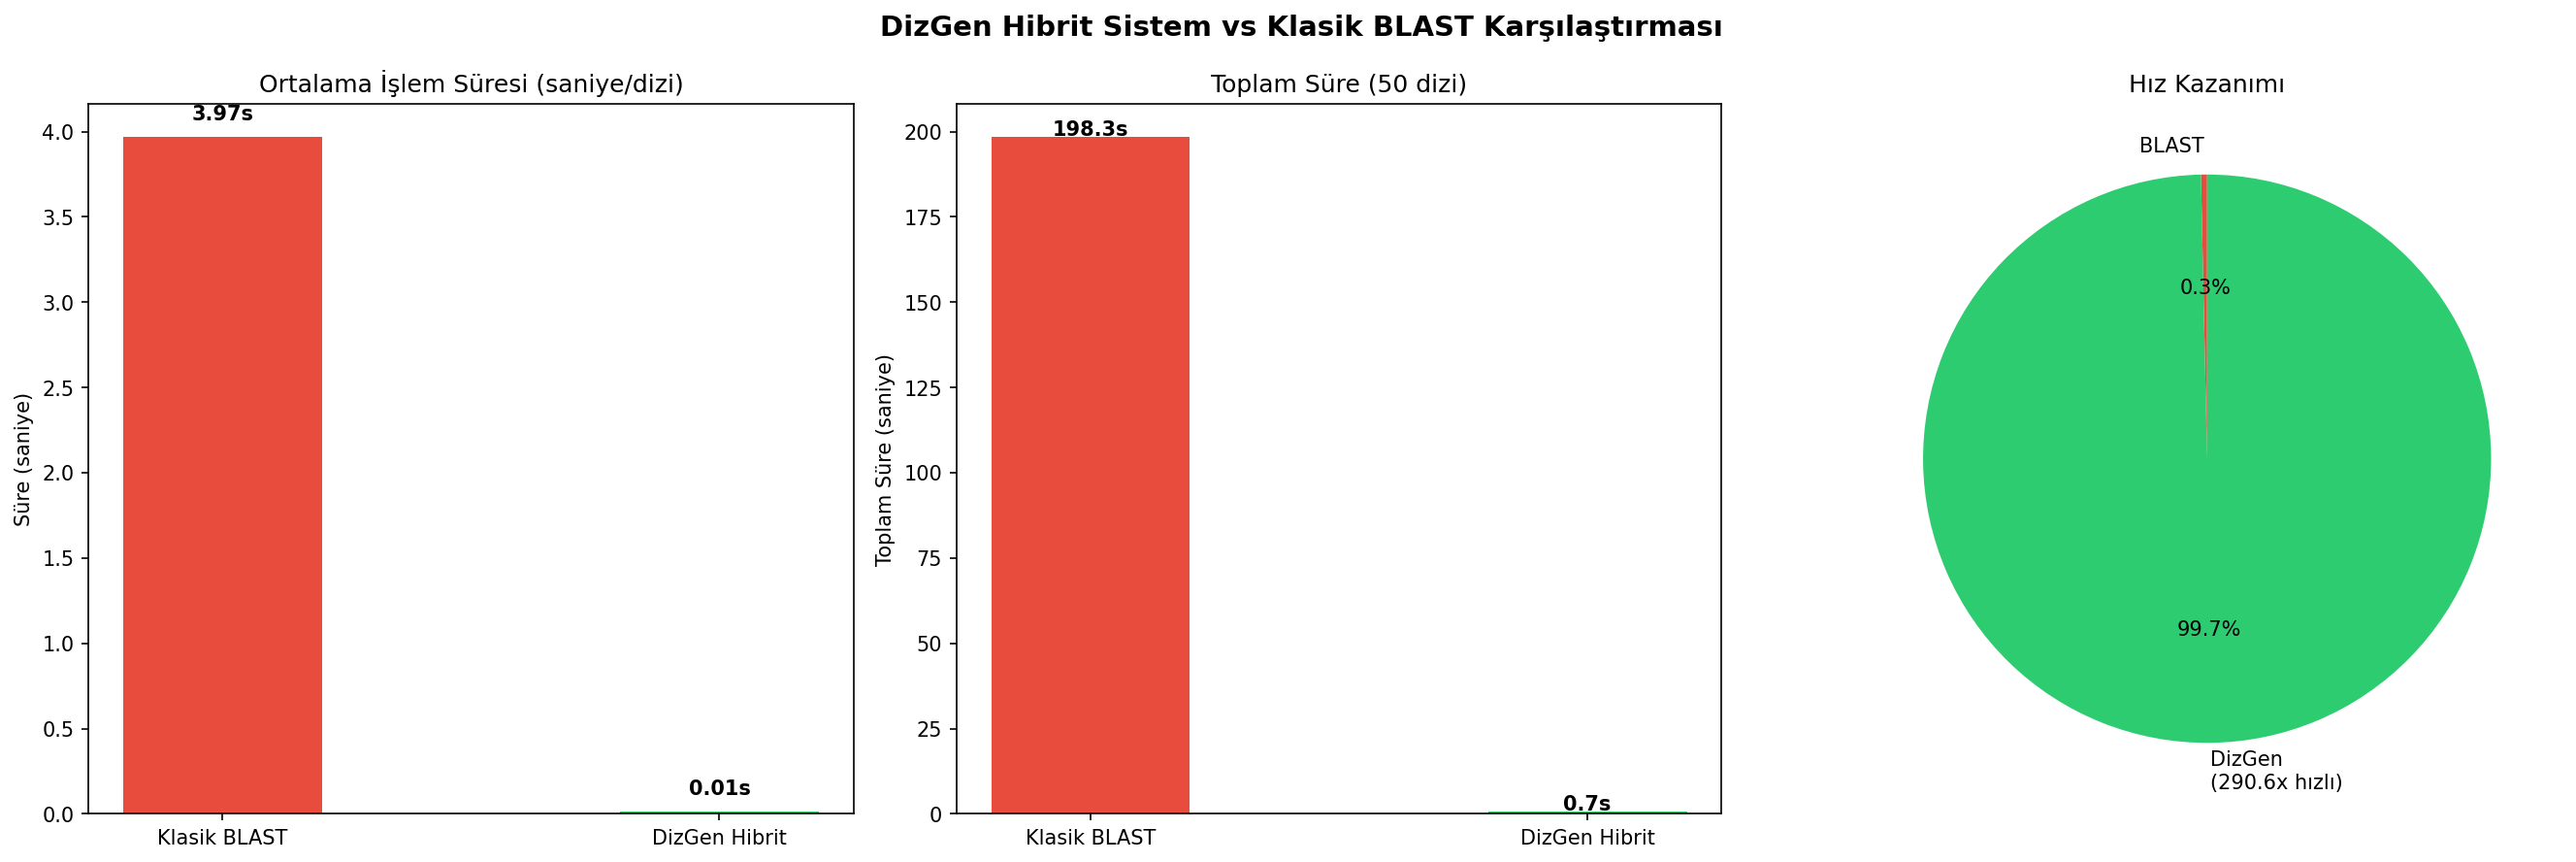 DizGen Hibrit Sistem vs Klasik BLAST Karşılaştırması
Ortalama İşlem Süresi (saniye/dizi)
Süre (saniye)
4.0
3.5
3.0
2.5
2.0
1.5
1.0
0.5
0.0
3.97s
0.01s
Klasik BLAST
DizGen Hibrit
Toplam Süre (50 dizi)
Toplam Süre (saniye)
200
175
150
125
100
75
50
25
0
198.3s
0.7s
Klasik BLAST
DizGen Hibrit
Hız Kazanımı
BLAST
0.3%
99.7%
DizGen
(290.6x hızlı)